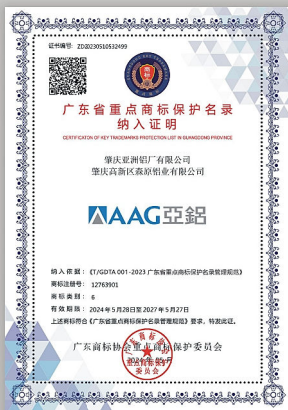 证书编号: ZD20230510532499
广东省重点商标保护名录
纳入证明
CERTIFICATON OF KEY TRADEMARKS PROTECTION LIST IN GUANGDONG PROVINCE
肇庆亚洲铝厂有限公司
肇庆高新区森原铝业有限公司
AAG亞鋁
纳入依据:《T/GDTA 001-2023 广东省重点商标保护名录管理规范》
商标注册号: 12763901
商标类别: 6
有效期限: 2024年5月28日至2027年5月27日
上述商标符合《广东省重点商标保护名录管理规范》要求，特发此证。
广东商标协会重点商标保护委员会